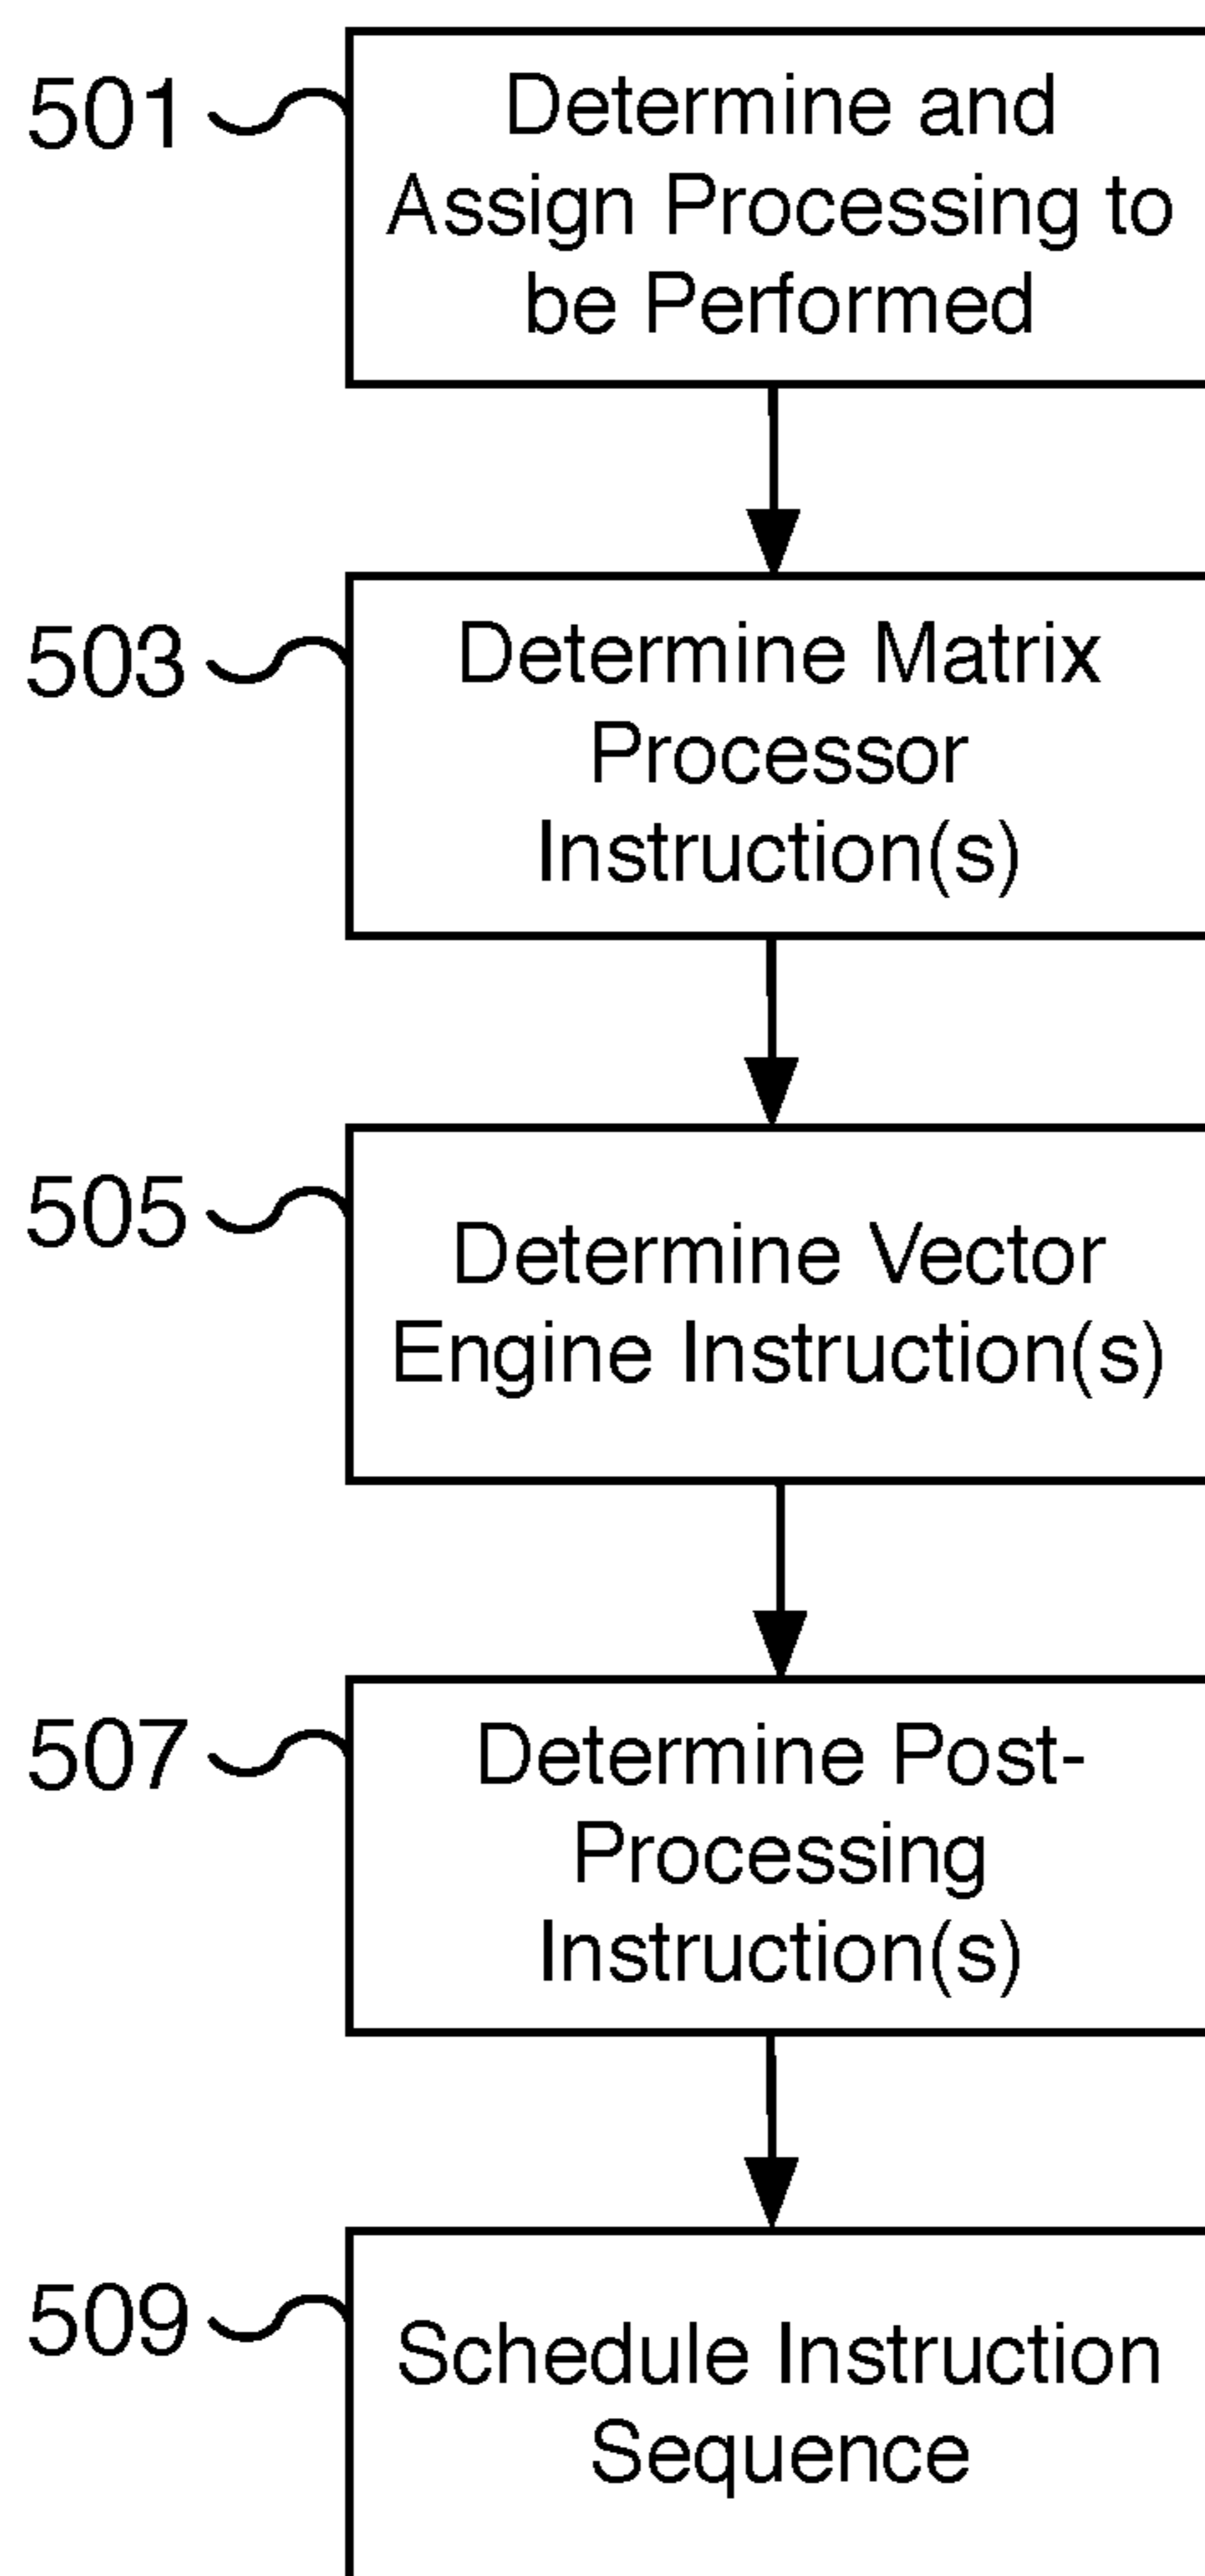 501
Determine and
Assign Processing to
be Performed
503
Determine Matrix
Processor
Instruction(s)
505
Determine Vector
Engine Instruction(s)
507
Determine Post-
Processing
Instruction(s)
509
Schedule Instruction
Sequence